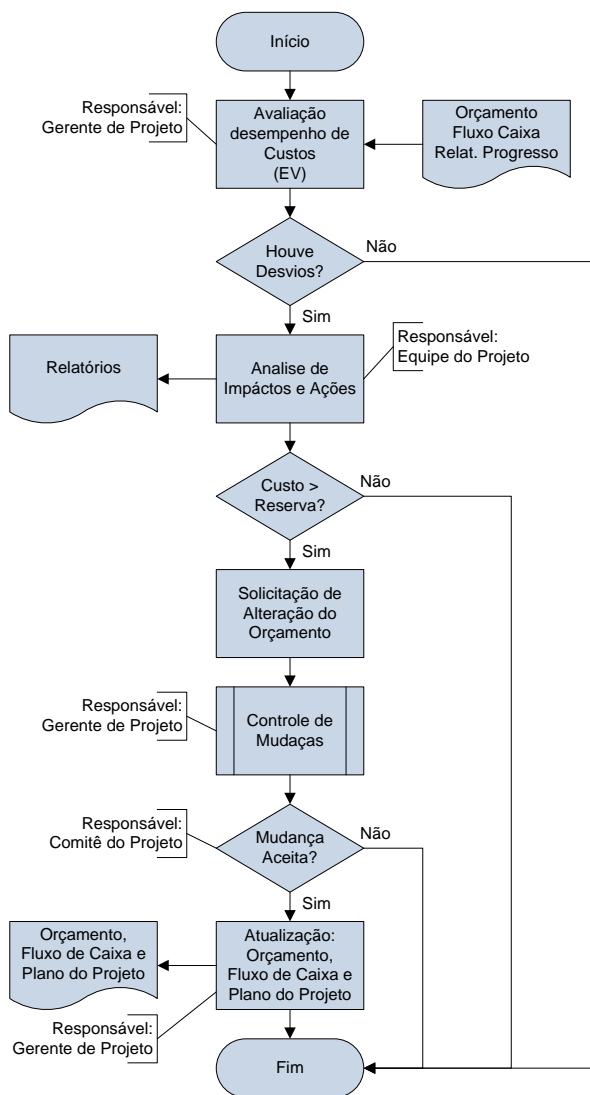 Início
Responsável:
Gerente de Projeto
Avaliação
desempenho de
Custos
(EV)
Orçamento
Fluxo Caixa
Relat. Progresso
Houve
Desvios?
Não
Sim
Relatórios
Analise de
Impáctos e Ações
Responsável:
Equipe do Projeto
Custo >
Reserva?
Não
Sim
Solicitação de
Alteração do
Orçamento
Responsável:
Gerente de Projeto
Controle de
Mudaças
Responsável:
Comitê do Projeto
Mudança
Aceita?
Não
Sim
Orçamento,
Fluxo de Caixa e
Plano do Projeto
Atualização:
Orçamento,
Fluxo de Caixa e
Plano do Projeto
Responsável:
Gerente de Projeto
Fim